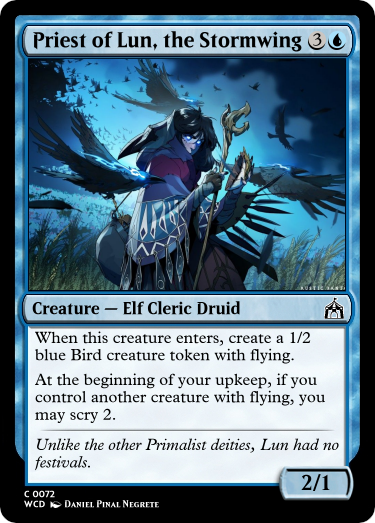 Priest of Lun, the Stormwing 3
RUSTIC FANZ
Creature — Elf Cleric Druid
When this creature enters, create a 1/2
blue Bird creature token with flying.
At the beginning of your upkeep, if you
control another creature with flying, you
may scry 2.
Unlike the other Primalist deities, Lun had no
festivals.
2/1
C 0072
WCD Daniel Pinal Negrete